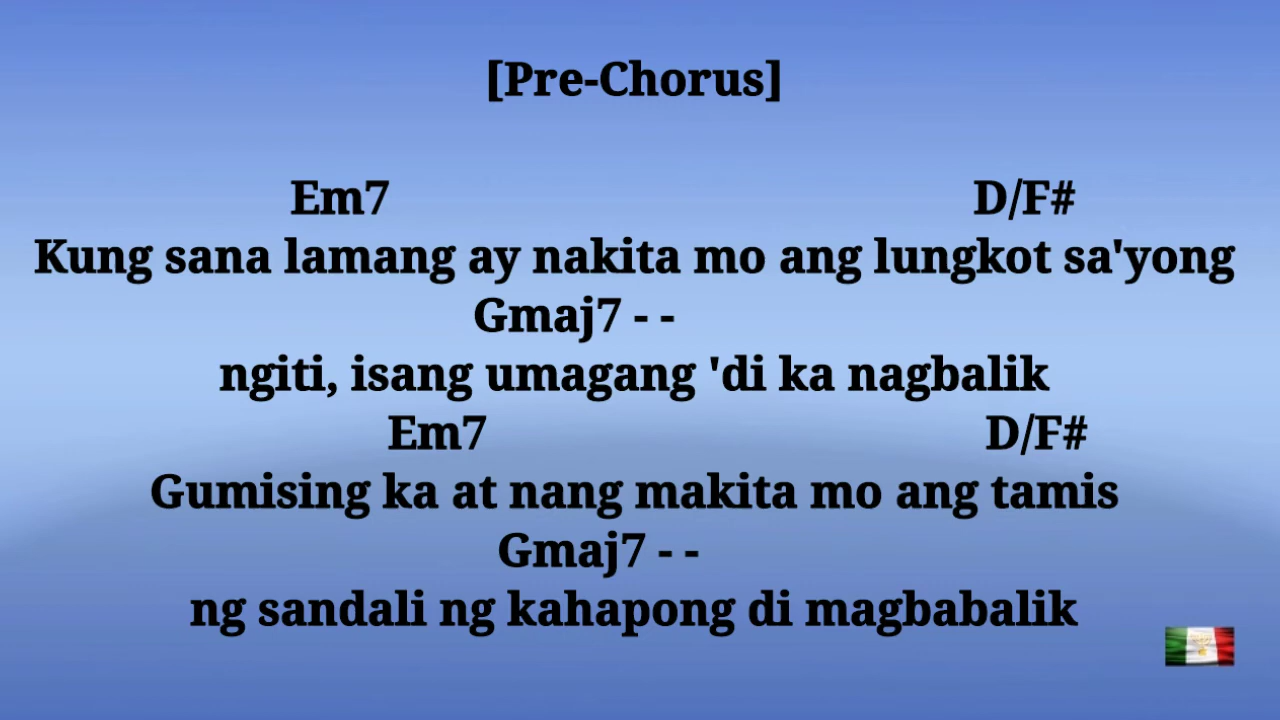 [Pre-Chorus]
Em7 D/F#
Kung sana lamang ay nakita mo ang lungkot sa'yong
Gmaj7 - -
ngiti, isang umagang 'di ka nagbalik
Em7 D/F#
Gumising ka at nang makita mo ang tamis
Gmaj7 - -
ng sandali ng kahapong di magbabalik